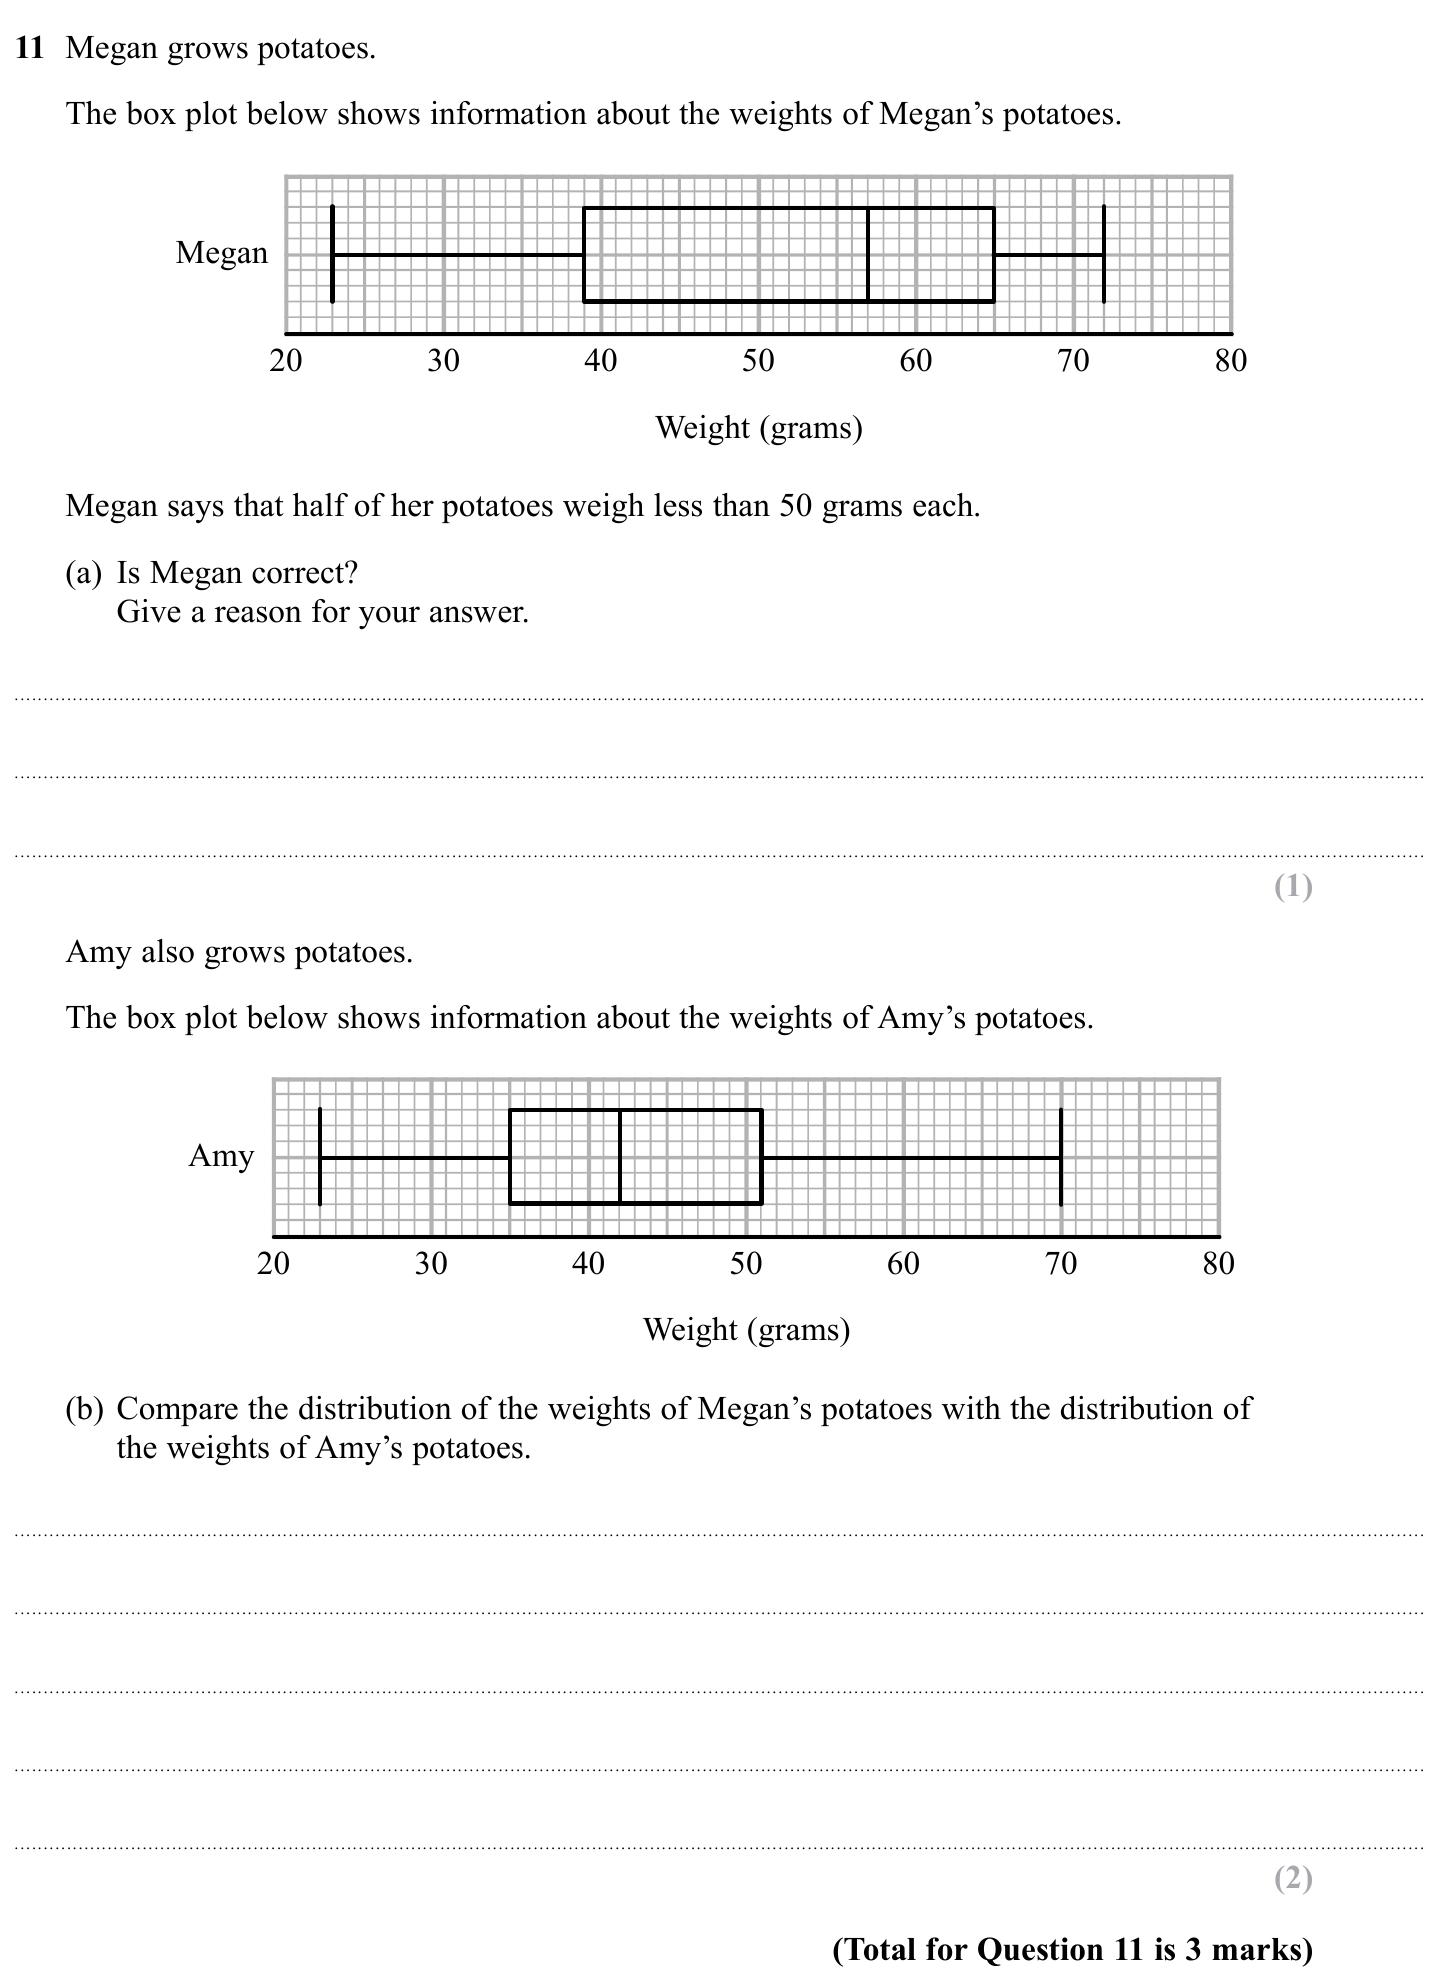 11 Megan grows potatoes.
The box plot below shows information about the weights of Megan’s potatoes.
Megan
20 30 40 50 60 70 80
Weight (grams)
Megan says that half of her potatoes weigh less than 50 grams each.
(a) Is Megan correct?
Give a reason for your answer.
(1)
Amy also grows potatoes.
The box plot below shows information about the weights of Amy’s potatoes.
Amy
20 30 40 50 60 70 80
Weight (grams)
(b) Compare the distribution of the weights of Megan’s potatoes with the distribution of
the weights of Amy’s potatoes.
(2)
(Total for Question 11 is 3 marks)